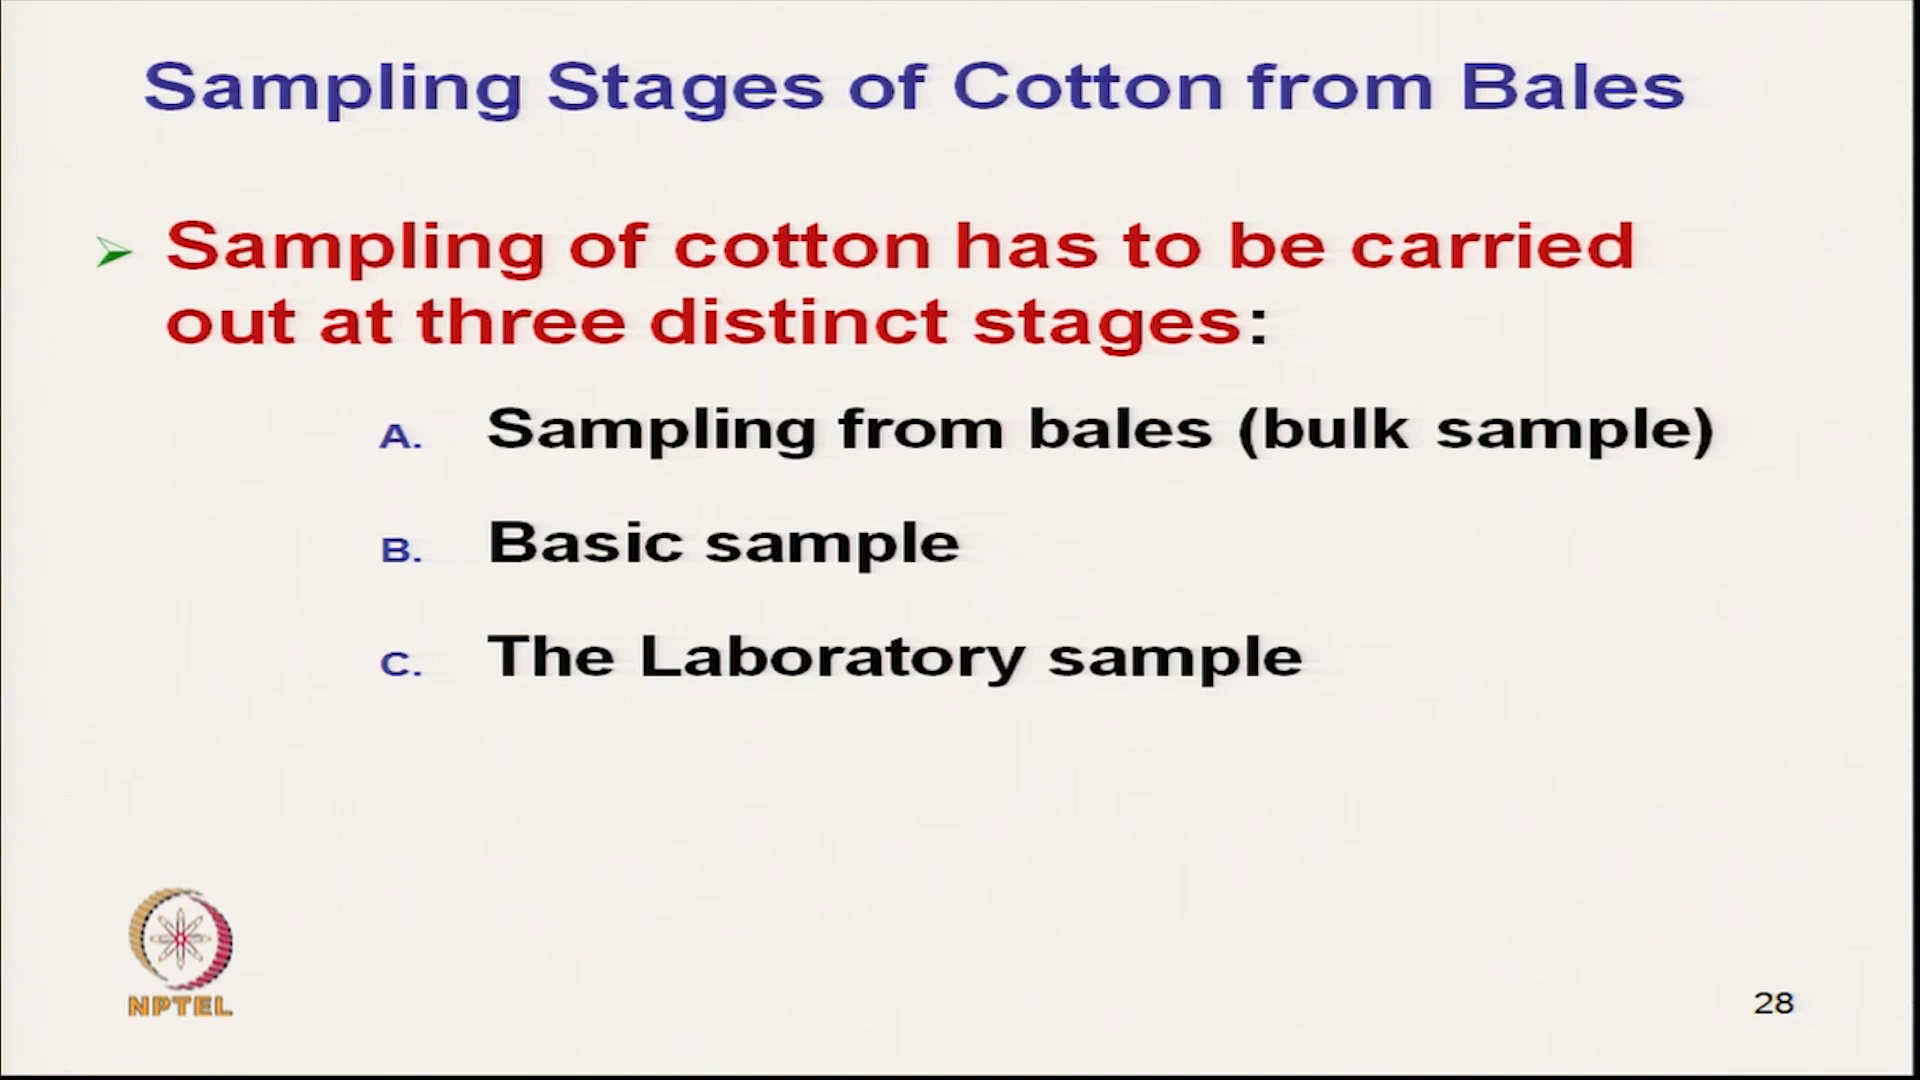 Sampling Stages of Cotton from Bales
Sampling of cotton has to be carried
out at three distinct stages:
A. Sampling from bales (bulk sample)
B. Basic sample
C. The Laboratory sample
NPTEL
28